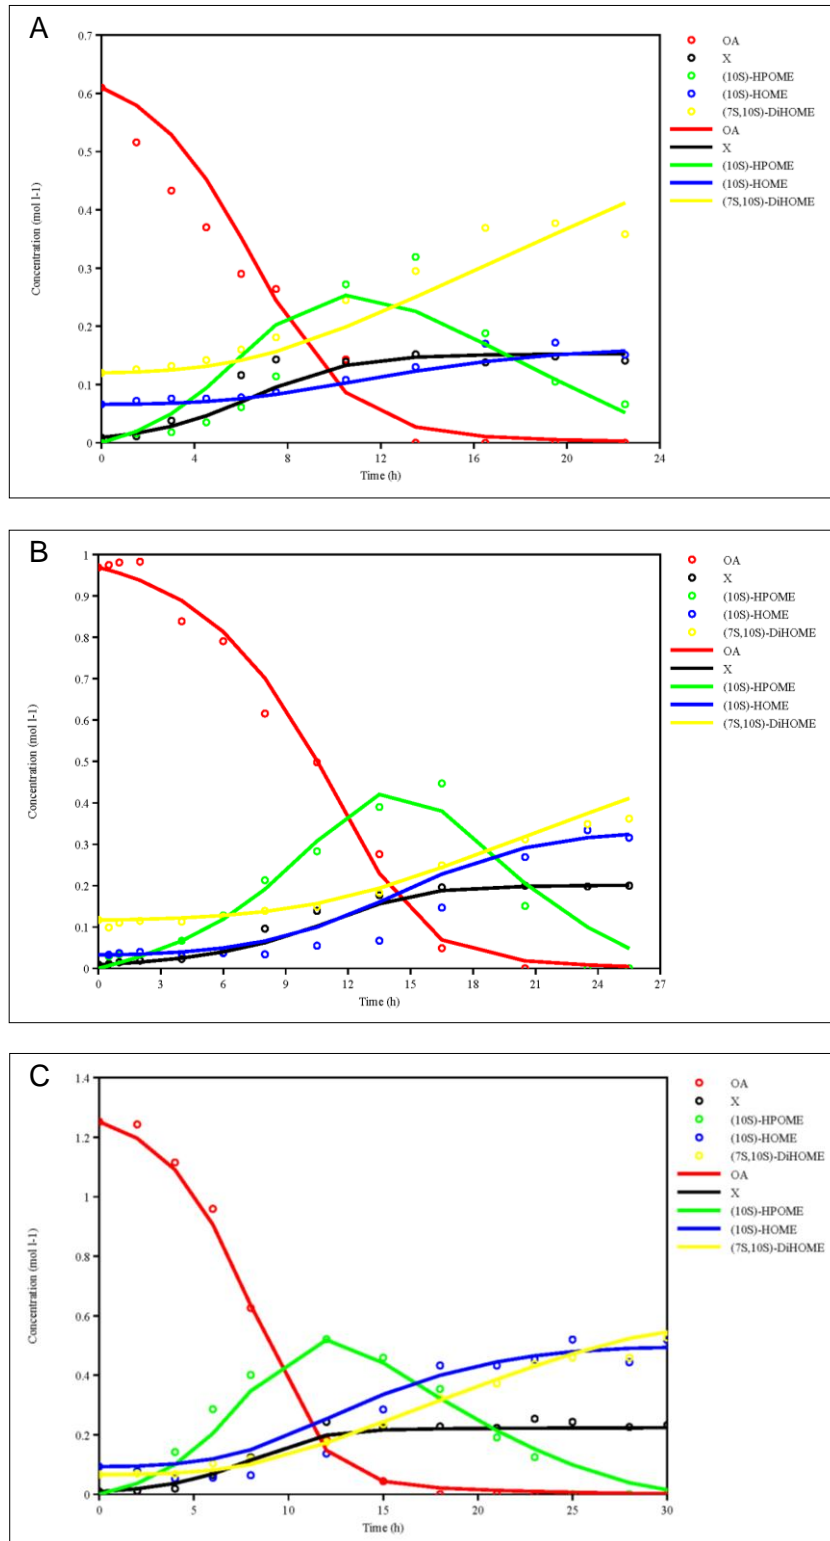 A
0.7
0.6
0.5
0.4
0.3
0.2
0.1
0
Concentration (mol l-1)
0 4 8 12 16 20 24
Time (h)
OA
X
(10S)-HPOME
(10S)-HOME
(7S,10S)-DiHOME
OA
X
(10S)-HPOME
(10S)-HOME
(7S,10S)-DiHOME
B
1
0.9
0.8
0.7
0.6
0.5
0.4
0.3
0.2
0.1
0
Concentration (mol l-1)
0 3 6 9 12 15 18 21 24 27
Time (h)
OA
X
(10S)-HPOME
(10S)-HOME
(7S,10S)-DiHOME
OA
X
(10S)-HPOME
(10S)-HOME
(7S,10S)-DiHOME
C
1.4
1.2
1
0.8
0.6
0.4
0.2
0
Concentration (mol l-1)
0 5 10 15 20 25 30
Time (h)
OA
X
(10S)-HPOME
(10S)-HOME
(7S,10S)-DiHOME
OA
X
(10S)-HPOME
(10S)-HOME
(7S,10S)-DiHOME